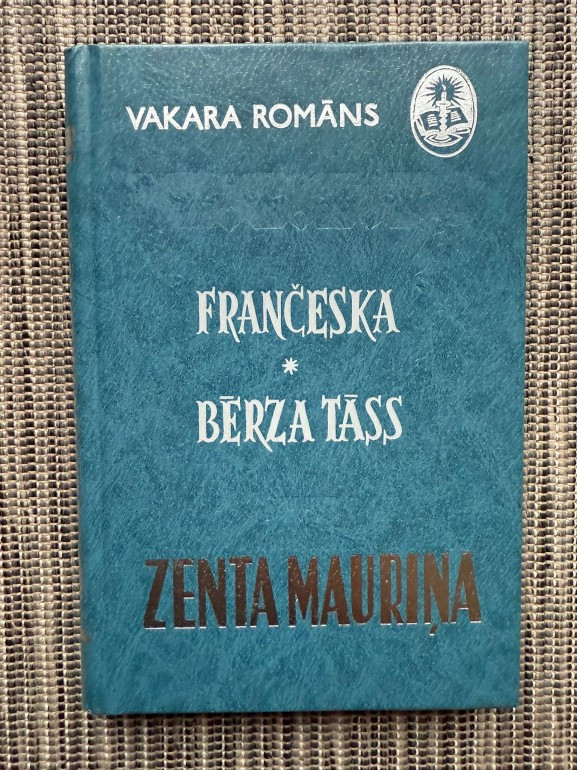 VAKARA ROMĀNS
FRANČESKA
*
BĒRZA TĀSS
ZENTA MAURIŅA